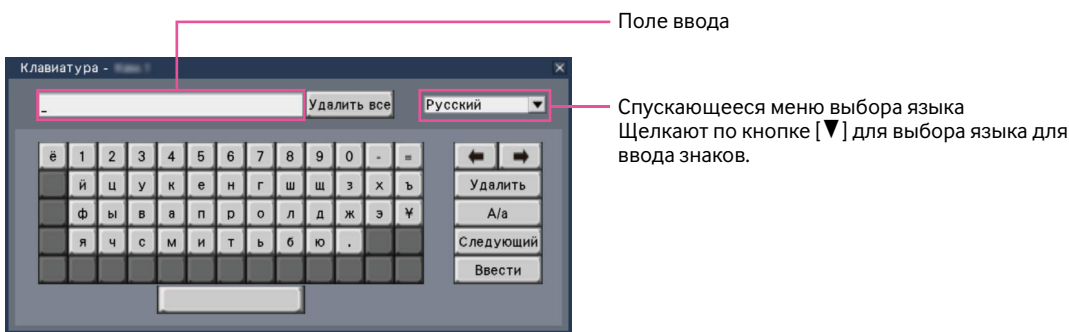 Поле ввода
Клавиатура -
_ Удалить все Русский ▼
Спускающееся меню выбора языка
Щелкают по кнопке [▼] для выбора языка для
ввода знаков.
ё 1 2 3 4 5 6 7 8 9 0 - =
й ц у к е н г ш щ з х ъ Удалить
ф ы в а п р о л д ж э ¥ А/а
я ч с м и т ь б ю . Следующий
Ввести